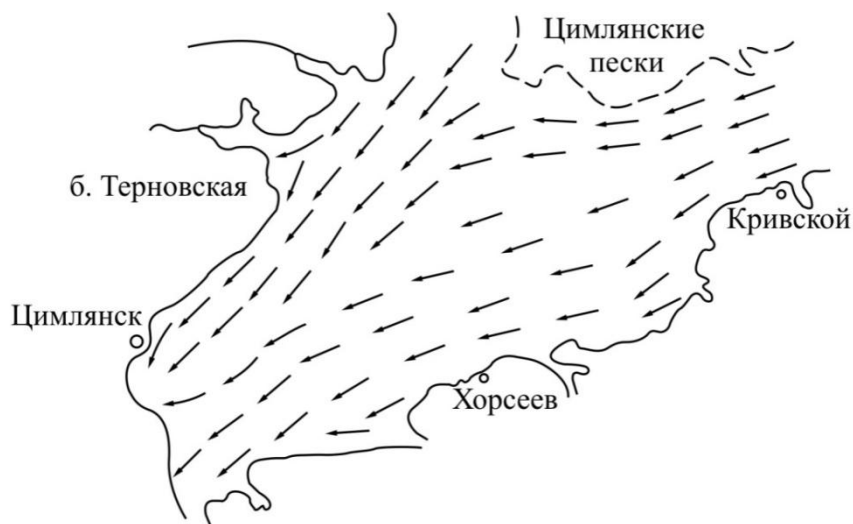 Цимлянские
пески
б. Терновская
Кривской
Цимлянск
Хорсеев